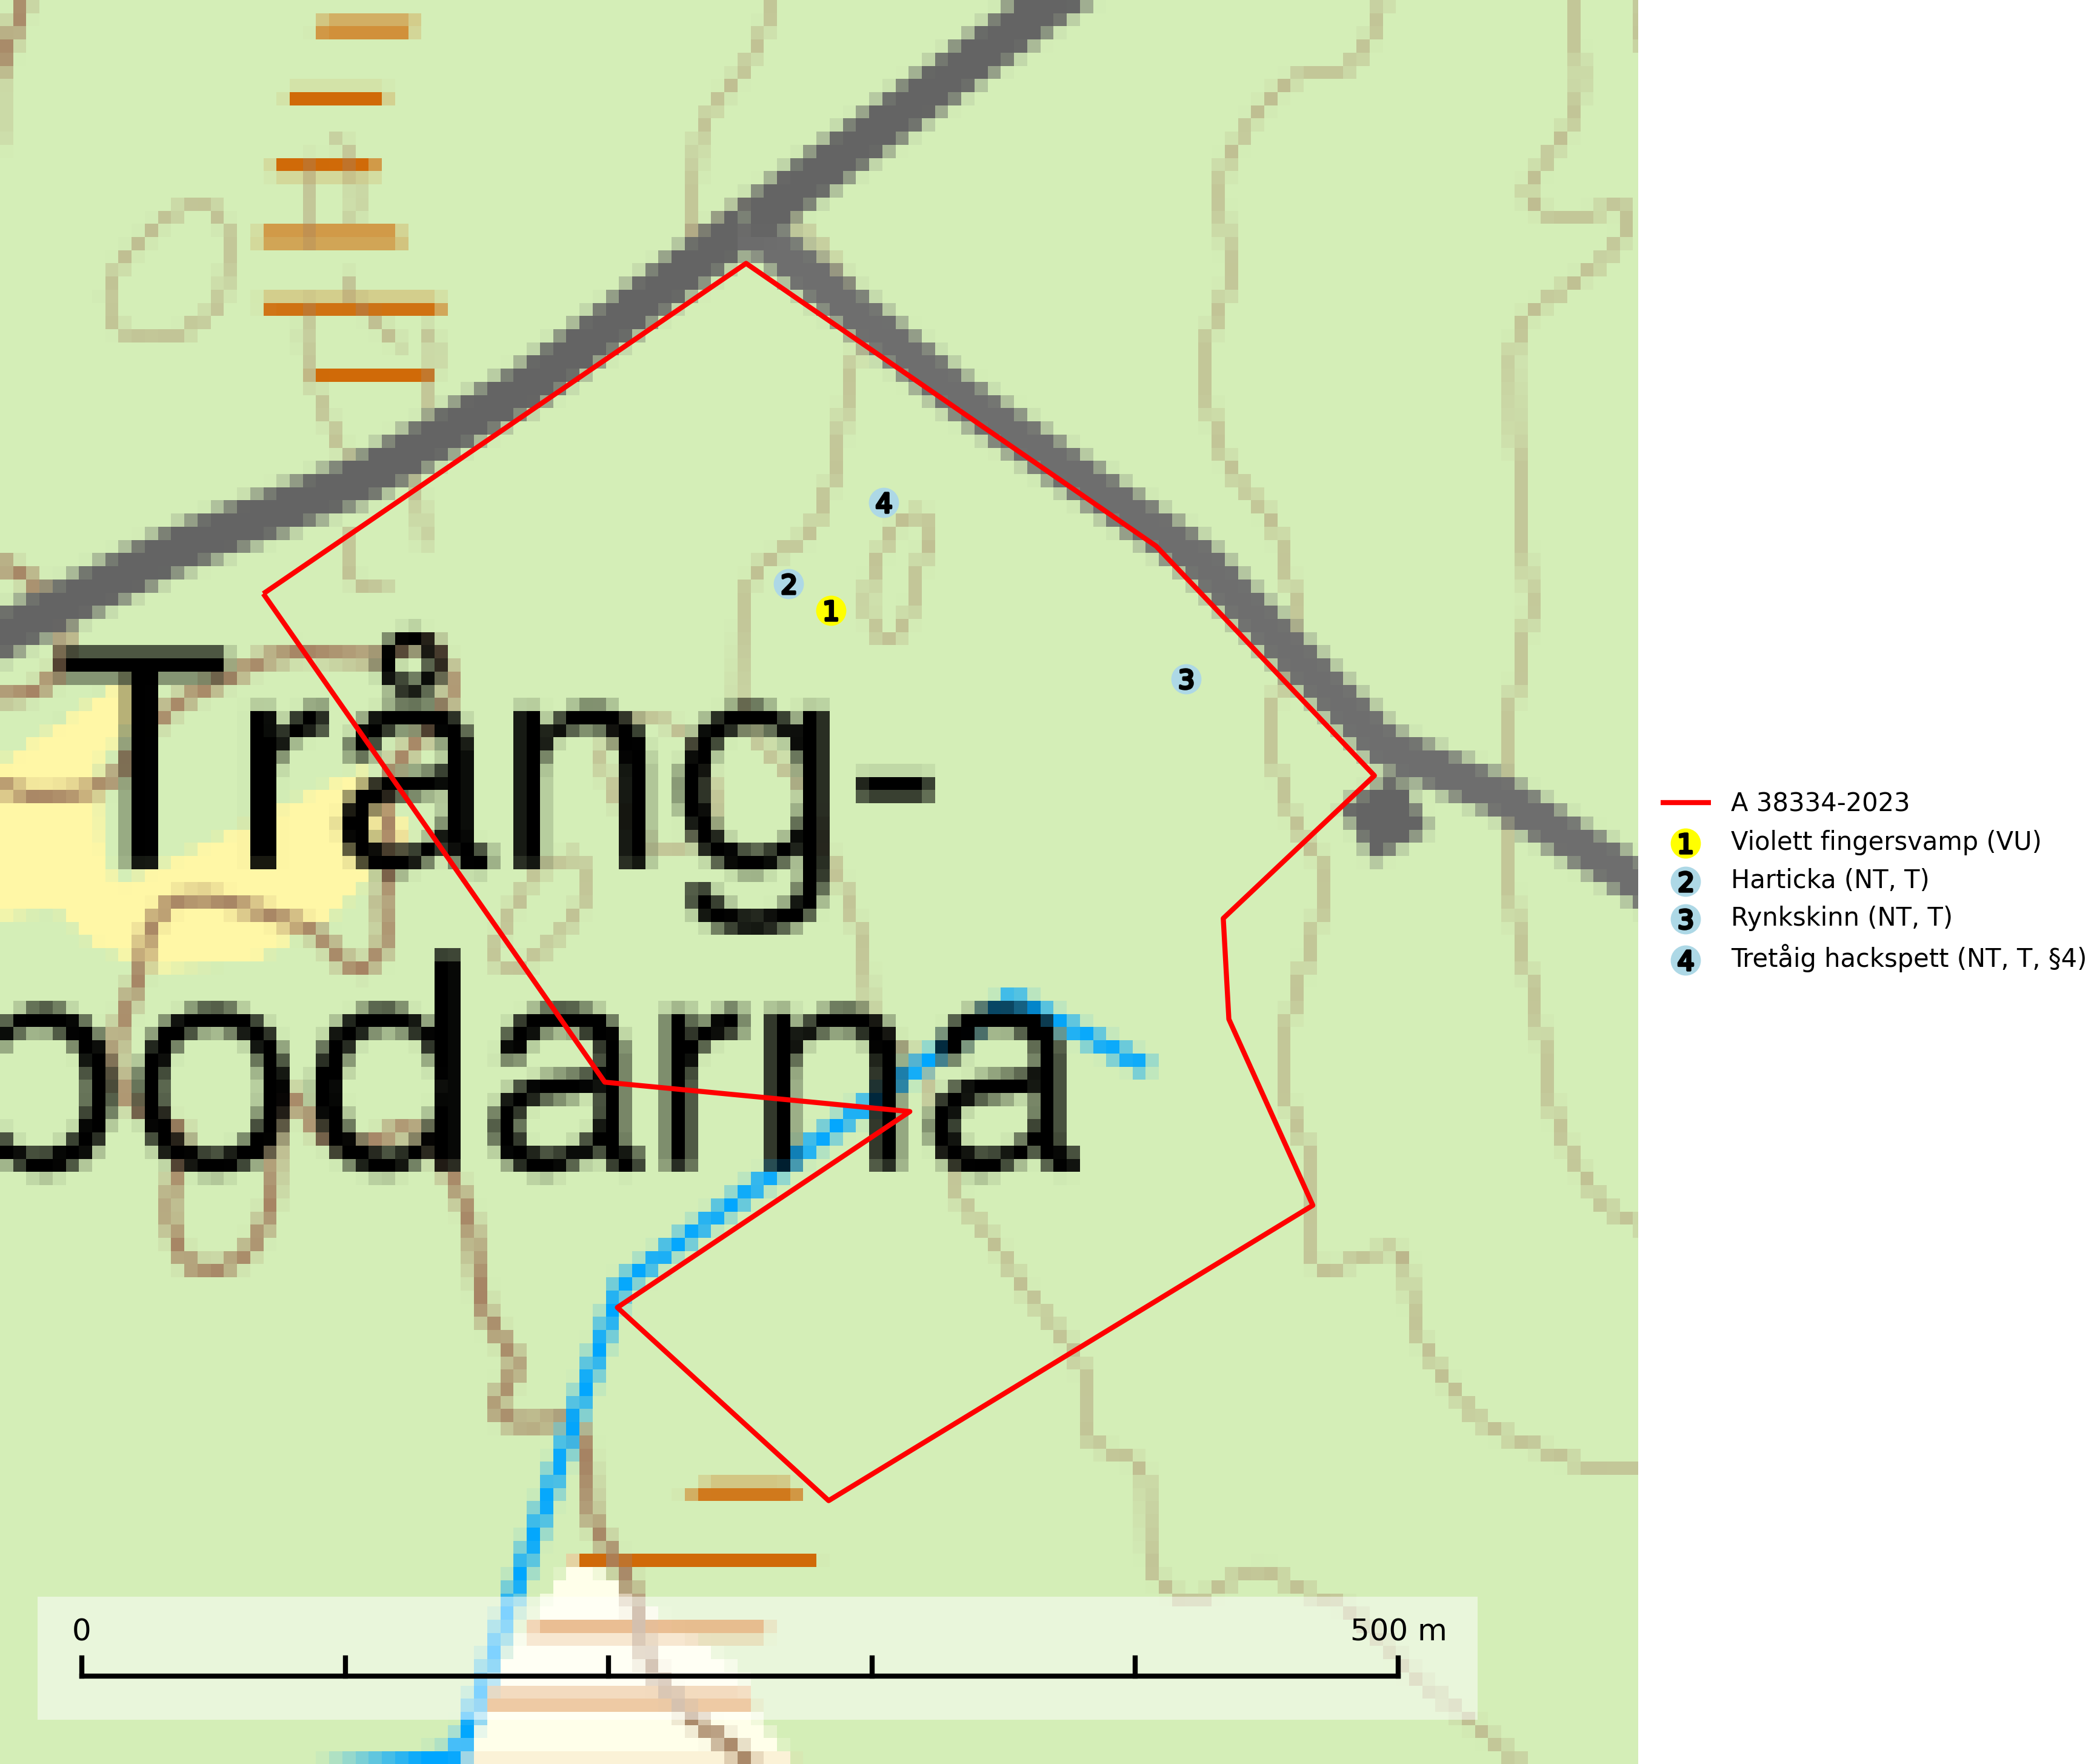 4
2
1
3
Trång-
bodarna
A 38334-2023
1 Violett fingersvamp (VU)
2 Harticka (NT, T)
3 Rynkskinn (NT, T)
4 Tretåig hackspett (NT, T, §4)
0 500 m